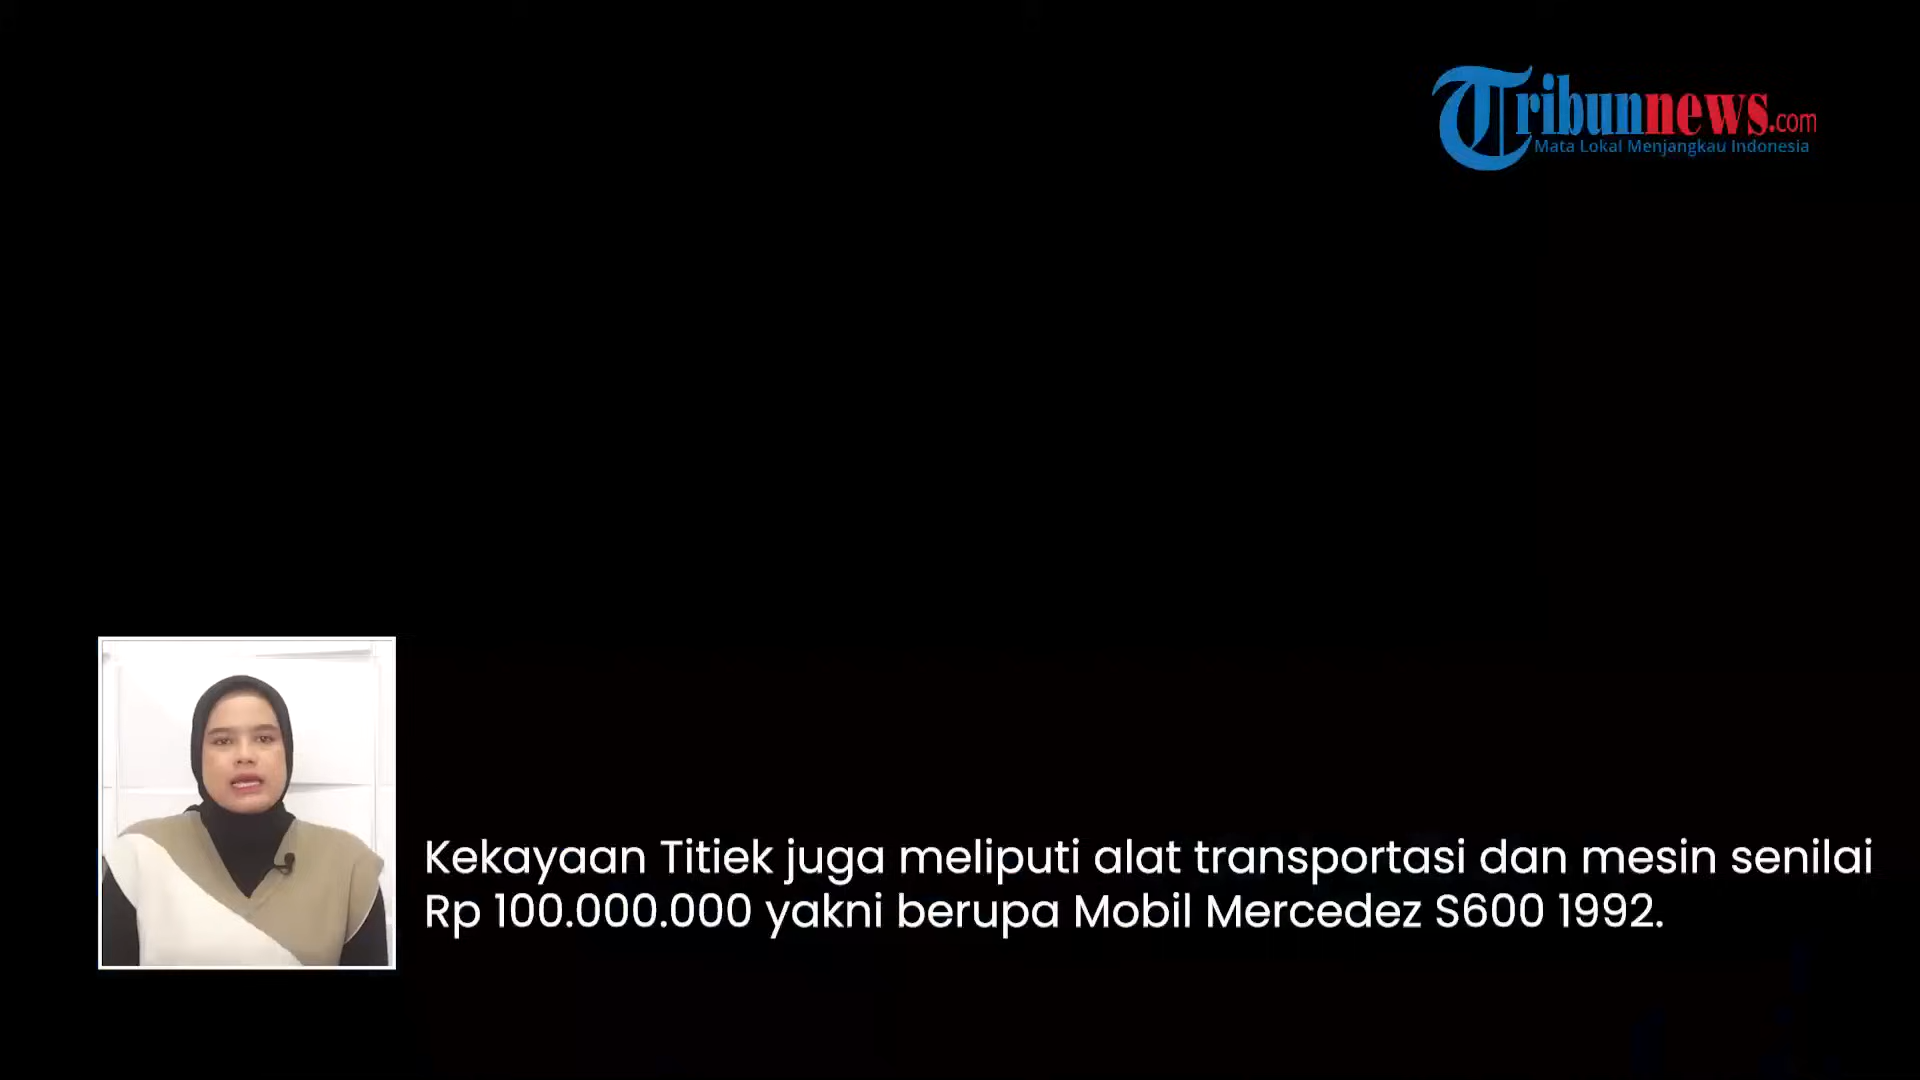 Tribunnews.com
Mata Lokal Menjangkau Indonesia
Kekayaan Titiek juga meliputi alat transportasi dan mesin senilai
Rp 100.000.000 yakni berupa Mobil Mercedez S600 1992.